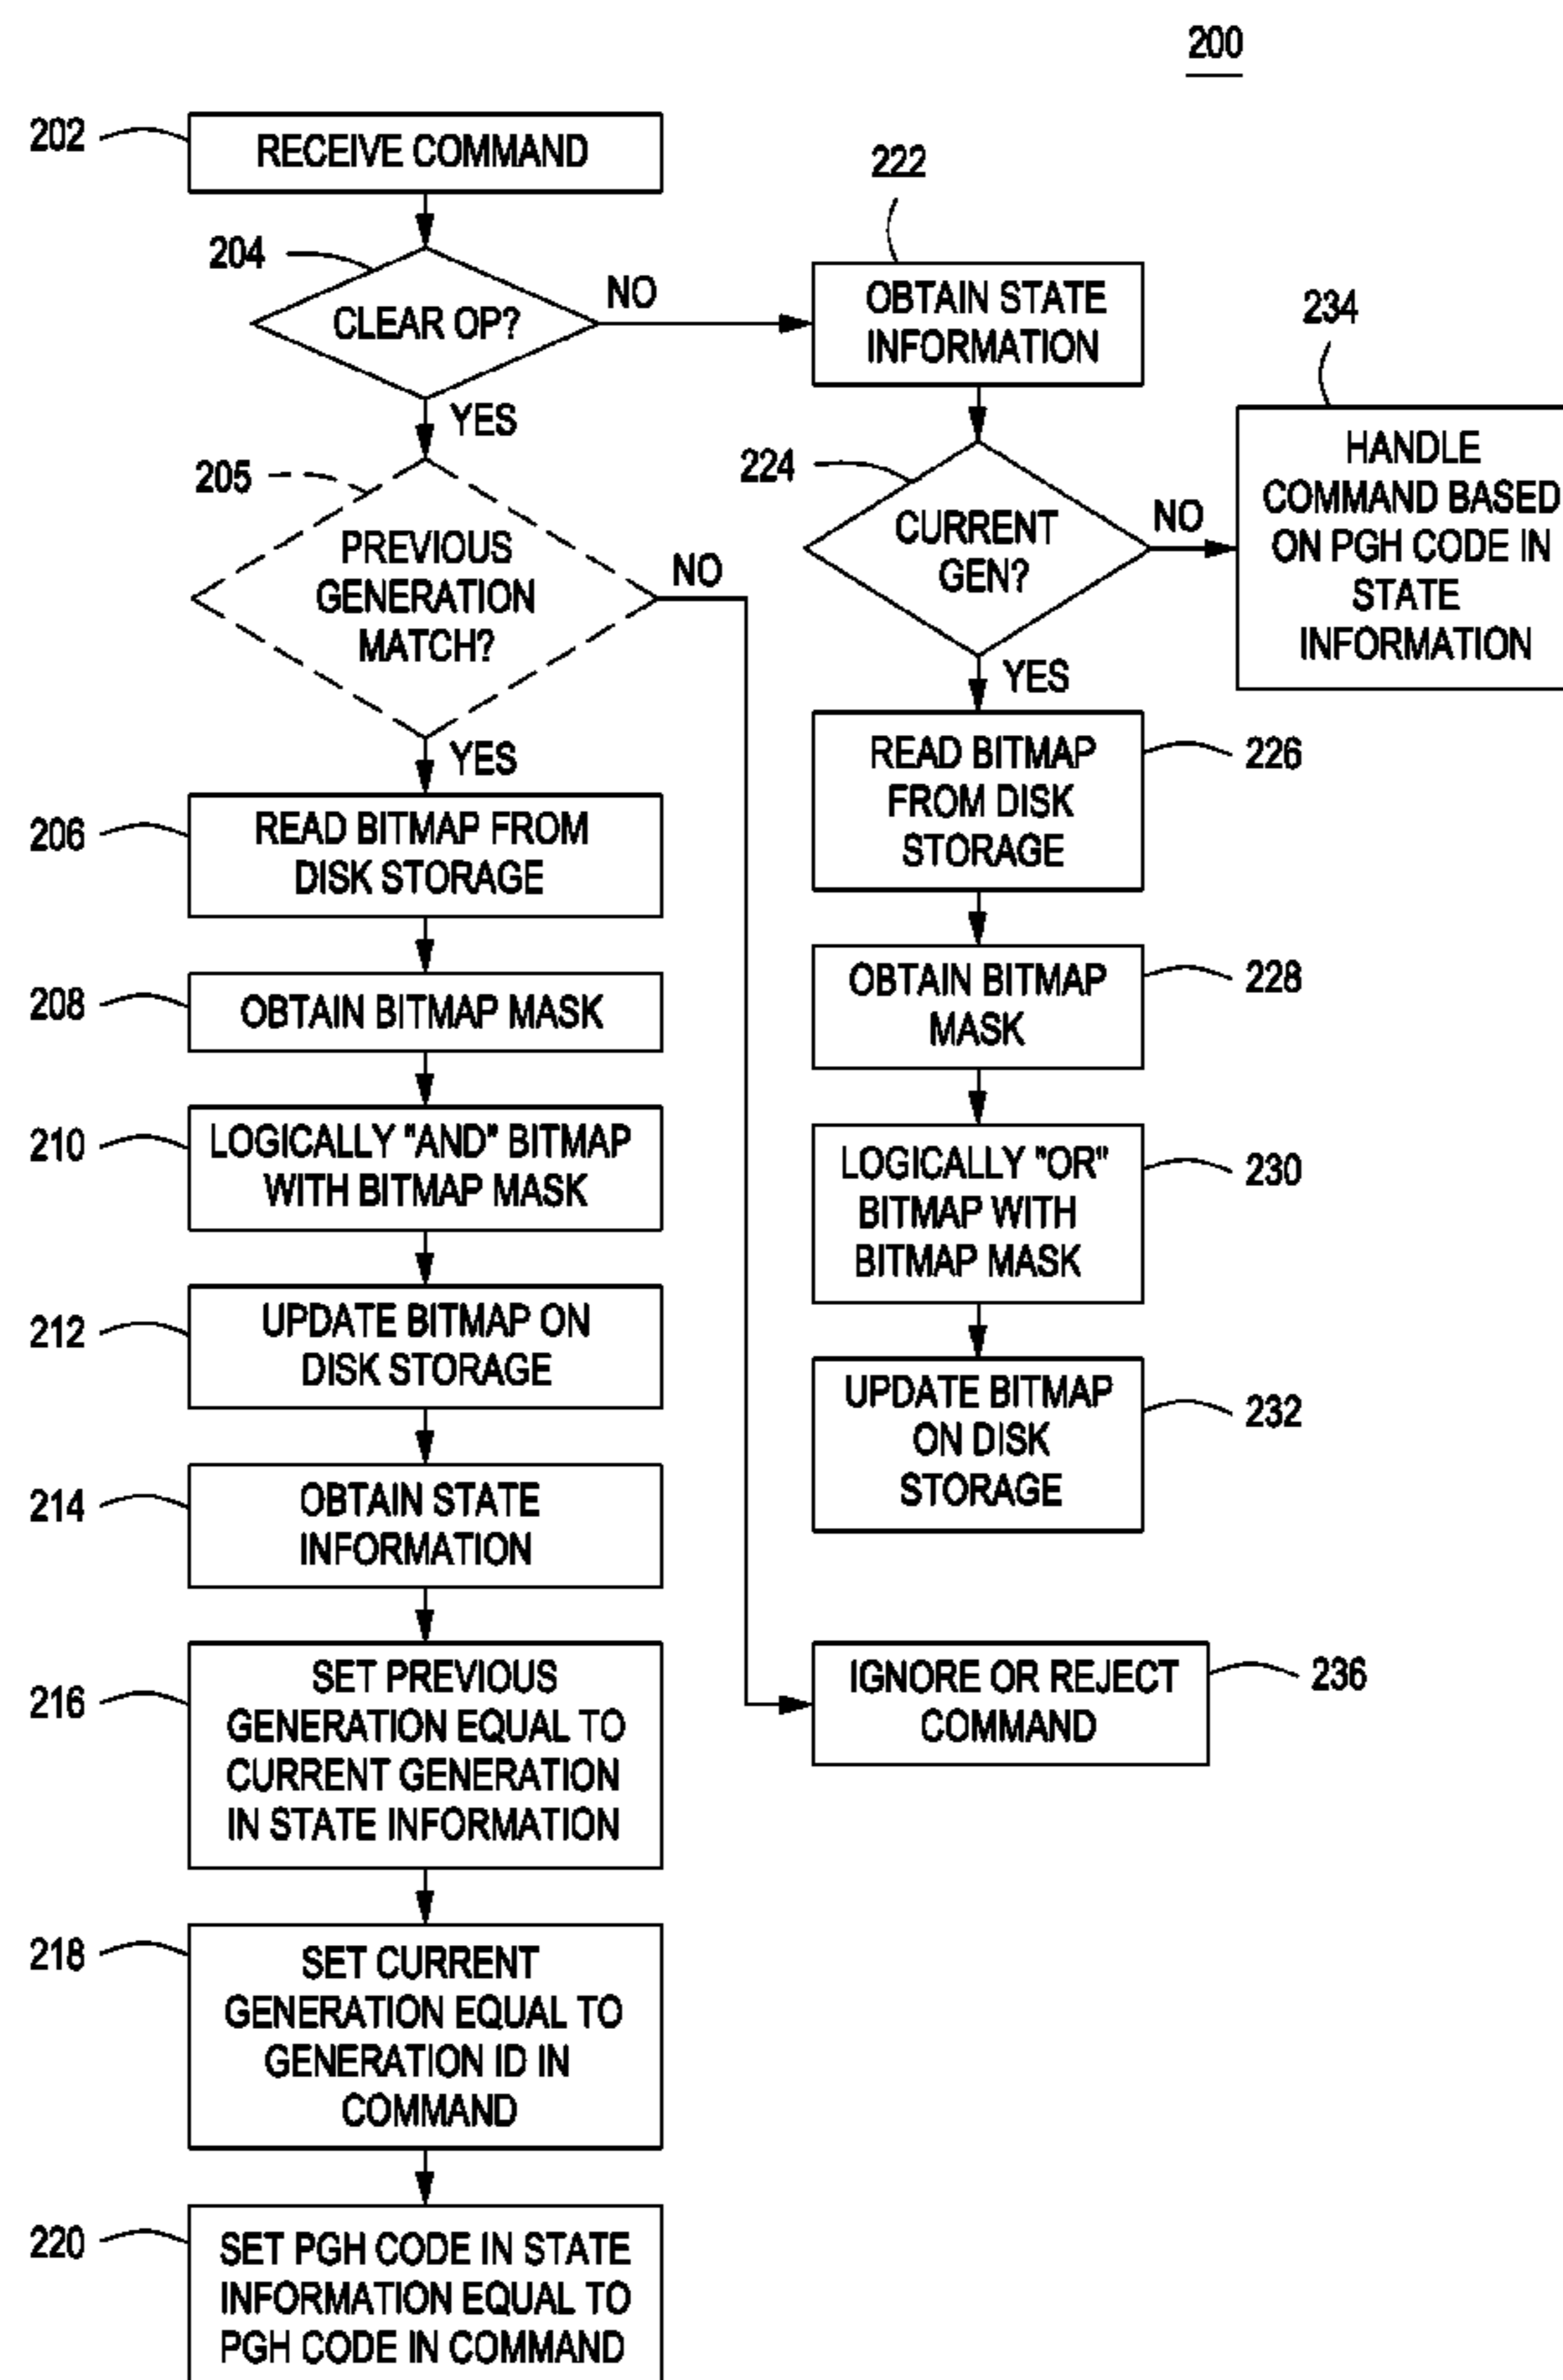 200
202
RECEIVE COMMAND
204
CLEAR OP?
NO
YES
205
PREVIOUS
GENERATION
MATCH?
NO
YES
206
READ BITMAP FROM
DISK STORAGE
208
OBTAIN BITMAP MASK
210
LOGICALLY "AND" BITMAP
WITH BITMAP MASK
212
UPDATE BITMAP ON
DISK STORAGE
214
OBTAIN STATE
INFORMATION
216
SET PREVIOUS
GENERATION EQUAL TO
CURRENT GENERATION
IN STATE INFORMATION
218
SET CURRENT
GENERATION EQUAL TO
GENERATION ID IN
COMMAND
220
SET PGH CODE IN STATE
INFORMATION EQUAL TO
PGH CODE IN COMMAND
222
OBTAIN STATE
INFORMATION
224
CURRENT
GEN?
NO
YES
234
HANDLE
COMMAND BASED
ON PGH CODE IN
STATE
INFORMATION
READ BITMAP
FROM DISK
STORAGE
226
OBTAIN BITMAP
MASK
228
LOGICALLY "OR"
BITMAP WITH
BITMAP MASK
230
UPDATE BITMAP
ON DISK
STORAGE
232
IGNORE OR REJECT
COMMAND
236